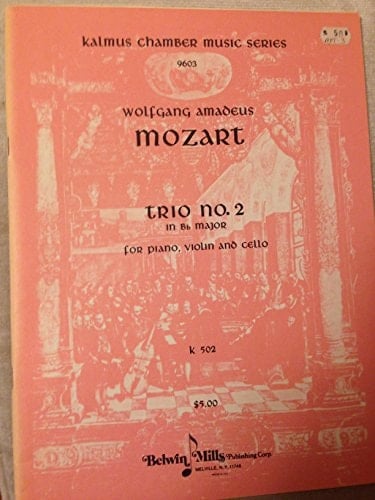 Kalmus Chamber Music Series
9603
Wolfgang Amadeus
Mozart
Trio No. 2
in B♭ Major
for piano, violin and cello
K 502
$5.00
Belwin Mills Publishing Corp.
MELVILLE, N.Y. 11746